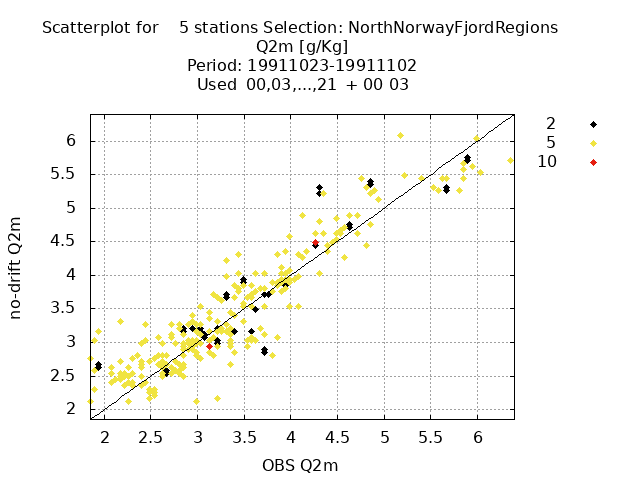 Scatterplot for 5 stations Selection: NorthNorwayFjordRegions
Q2m [g/Kg]
Period: 19911023-19911102
Used 00,03,...,21 + 00 03
2
5
10
6
5.5
5
4.5
4
3.5
3
2.5
2
no-drift Q2m
2 2.5 3 3.5 4 4.5 5 5.5 6
OBS Q2m